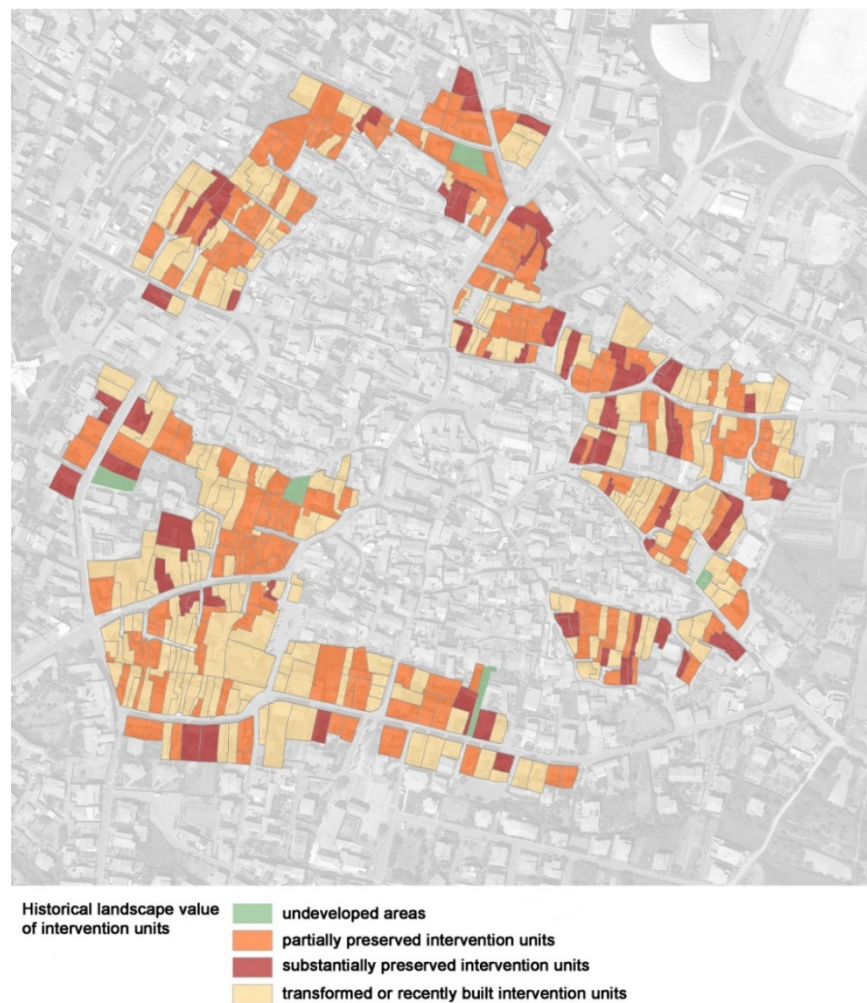 Historical landscape value
of intervention units
undeveloped areas
partially preserved intervention units
substantially preserved intervention units
transformed or recently built intervention units